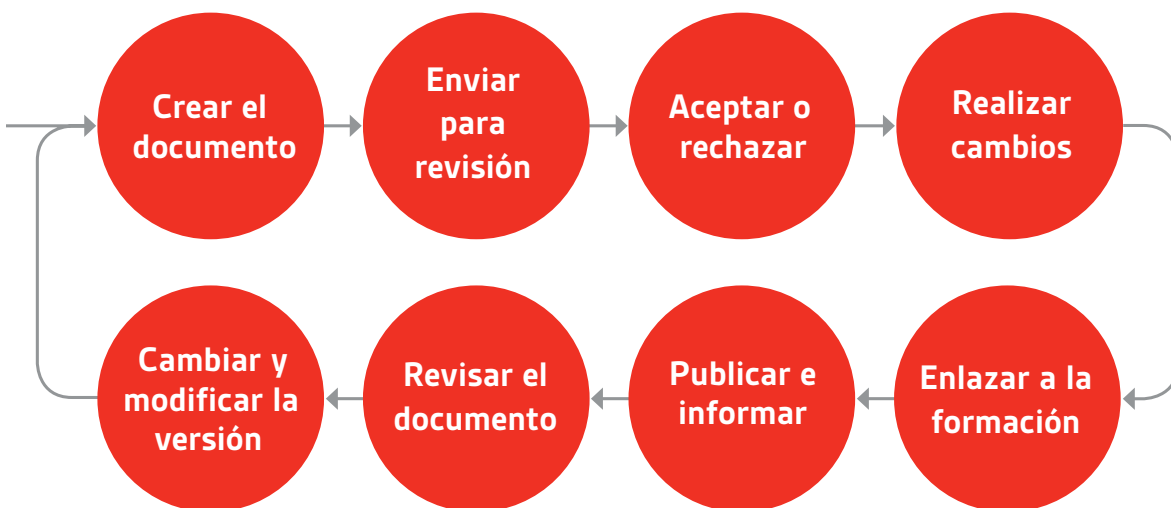 Crear el
documento
Enviar
para
revisión
Aceptar o
rechazar
Realizar
cambios
Enlazar a la
formación
Publicar e
informar
Revisar el
documento
Cambiar y
modificar la
versión